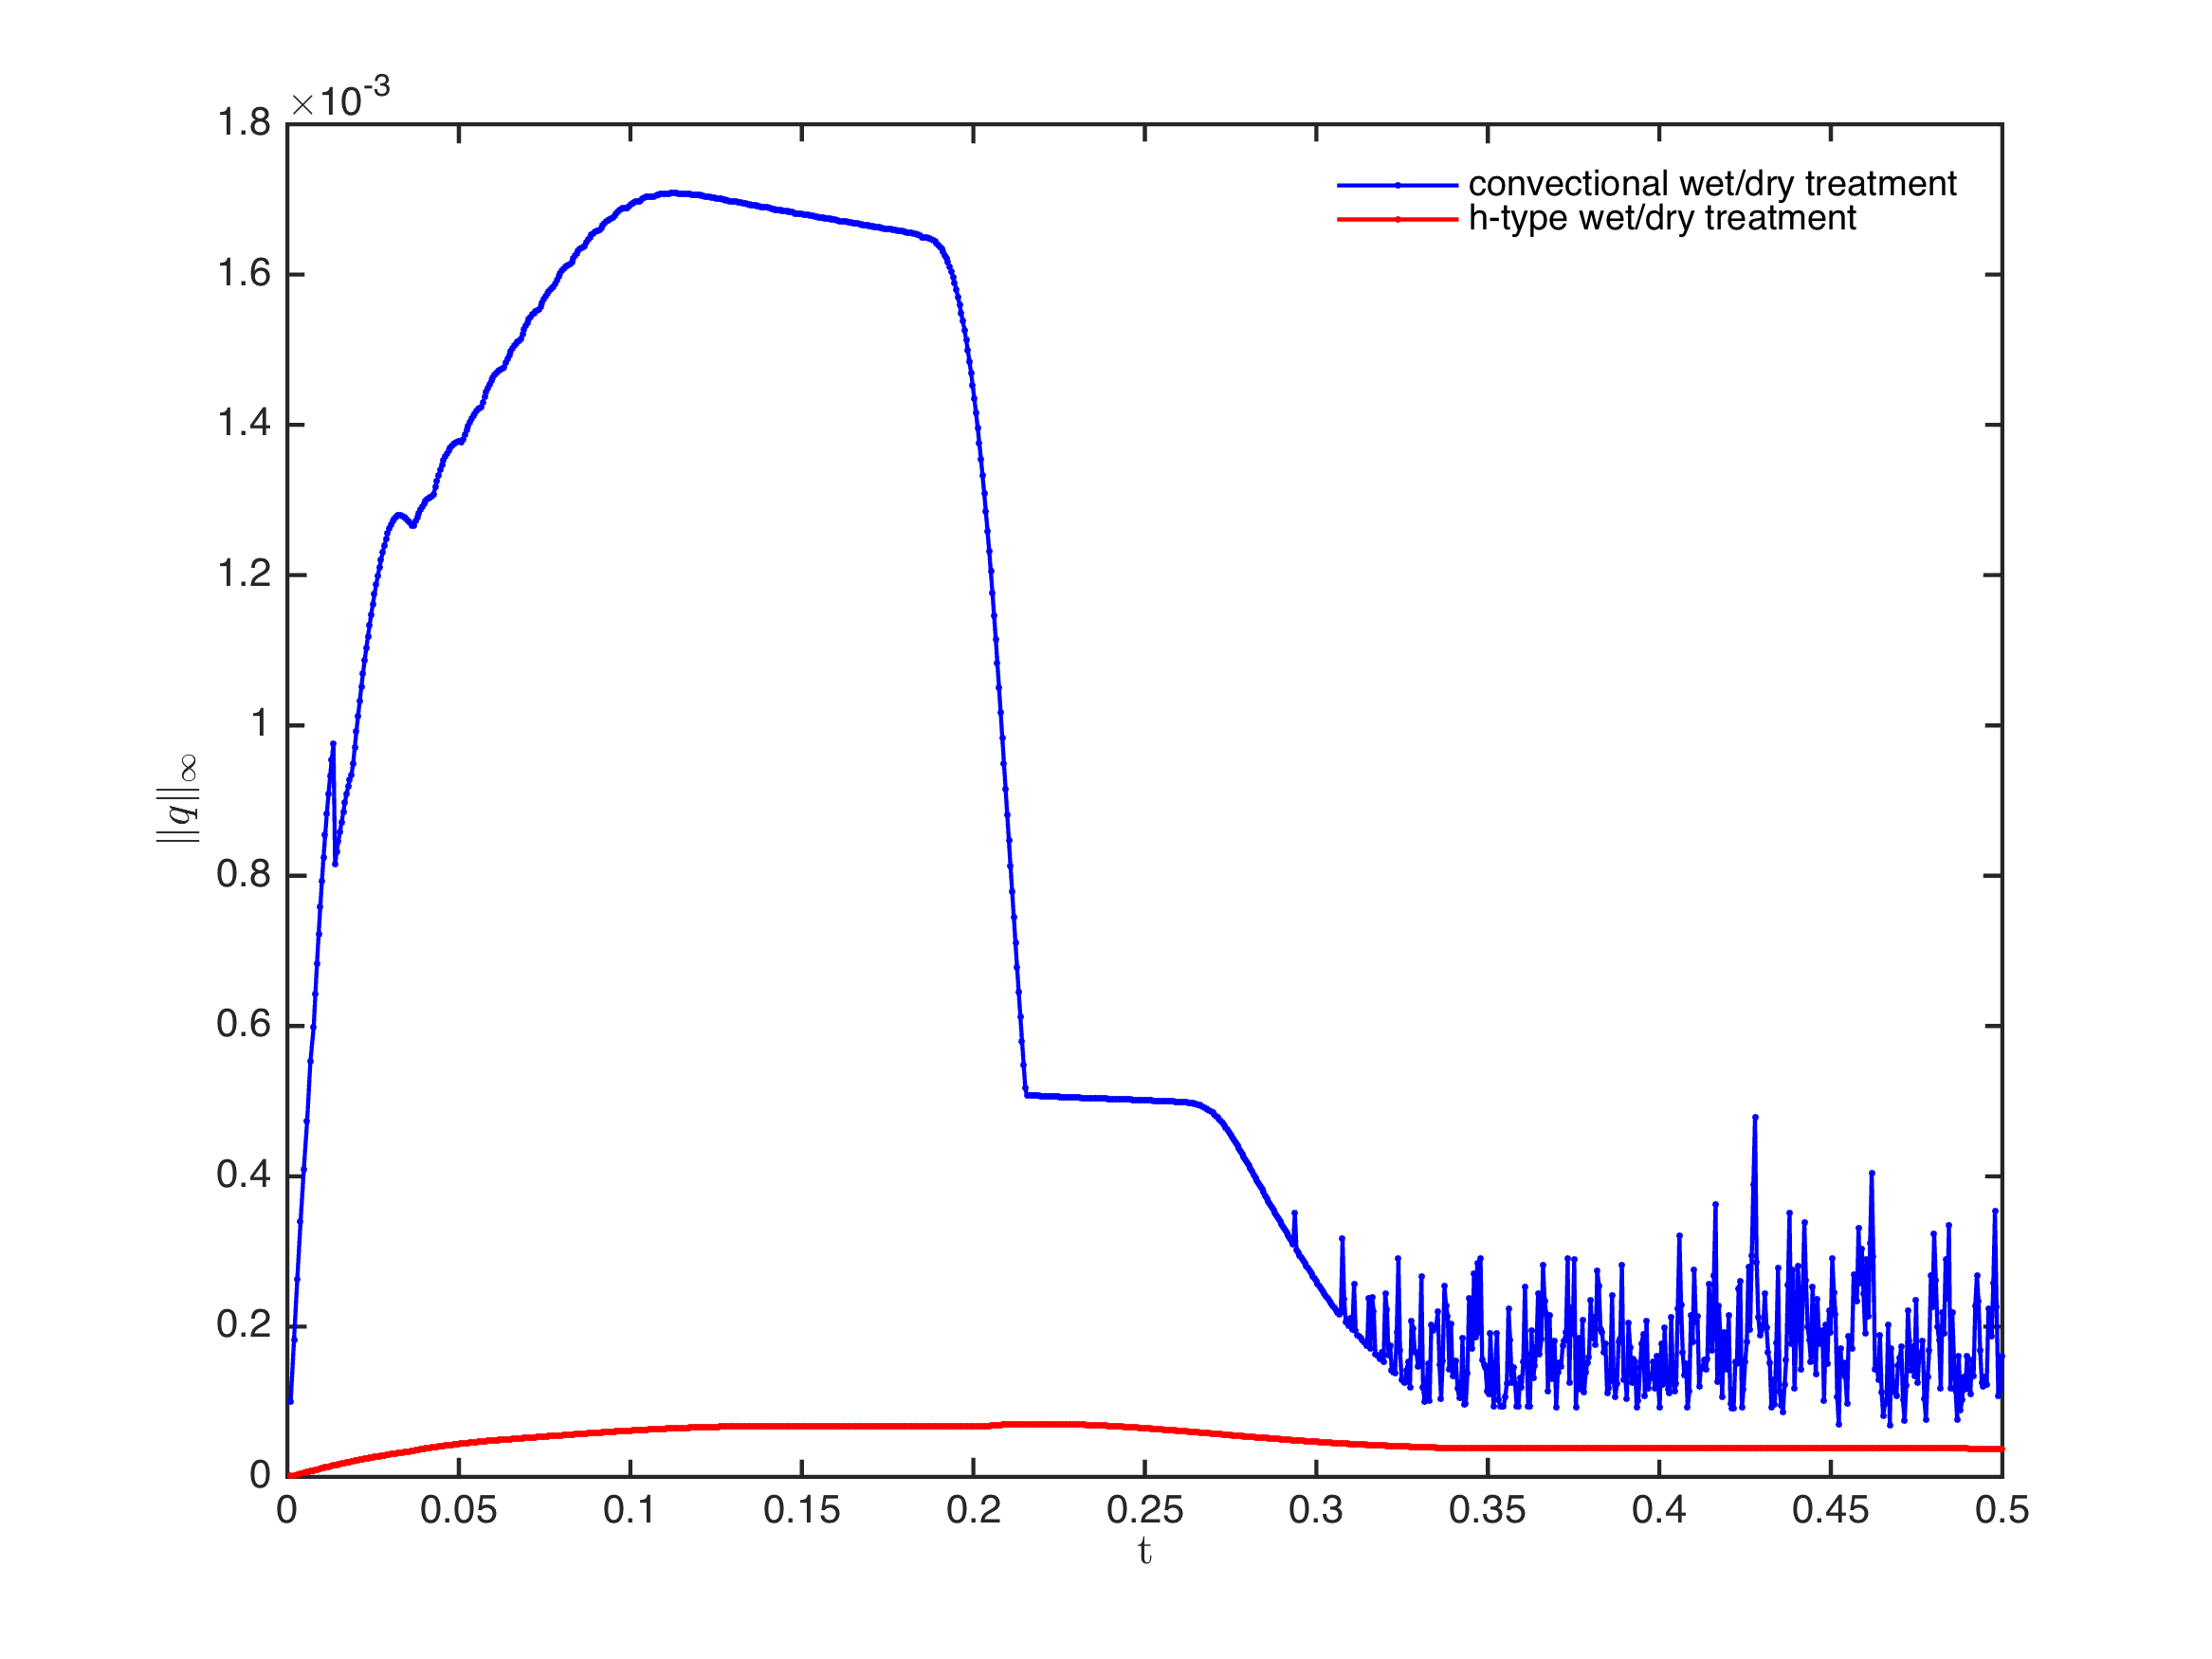 ×10-3
1.8
1.6
1.4
1.2
1
0.8
0.6
0.4
0.2
0
convectional wet/dry treatment
h-type wet/dry treatment
||q||∞
0 0.05 0.1 0.15 0.2 0.25 0.3 0.35 0.4 0.45 0.5
t